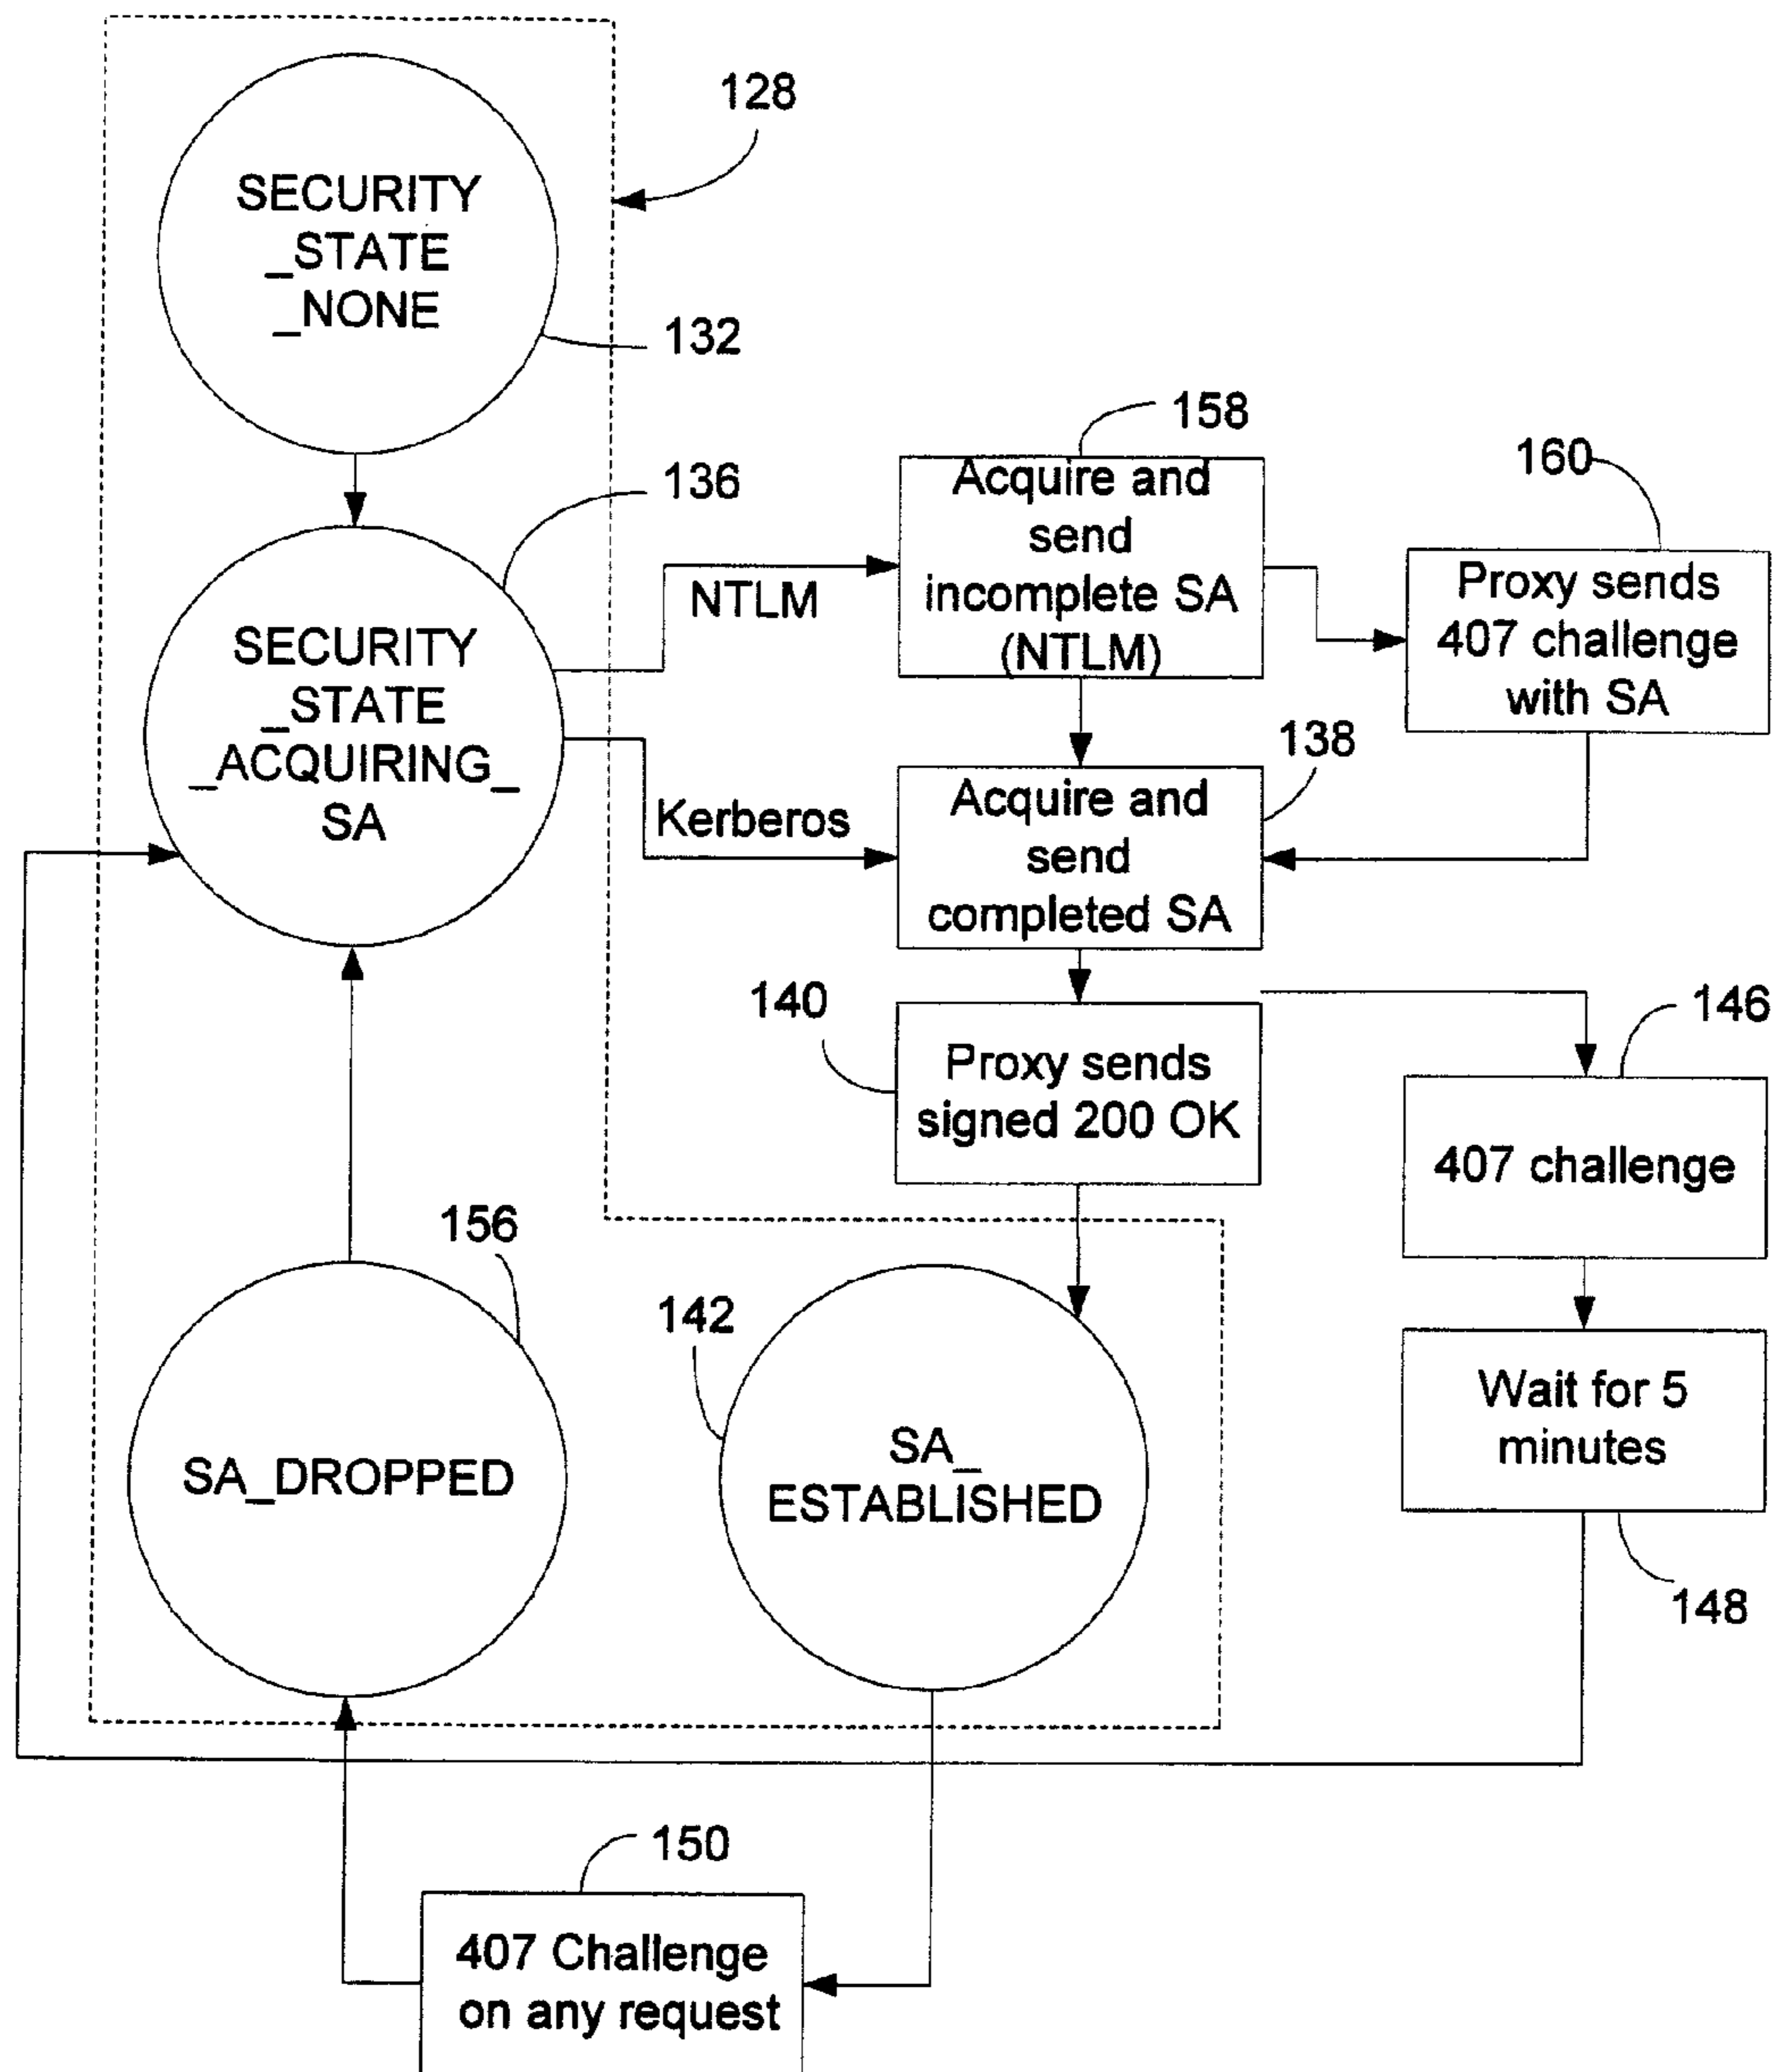 128
SECURITY
_STATE
_NONE
132
158
160
136
Acquire and
send
incomplete SA
(NTLM)
NTLM
Proxy sends
407 challenge
with SA
SECURITY
_STATE
_ACQUIRING_
SA
138
Kerberos
Acquire and
send
completed SA
140
146
Proxy sends
signed 200 OK
407 challenge
156
142
Wait for 5
minutes
SA_DROPPED
SA_
ESTABLISHED
148
150
407 Challenge
on any request